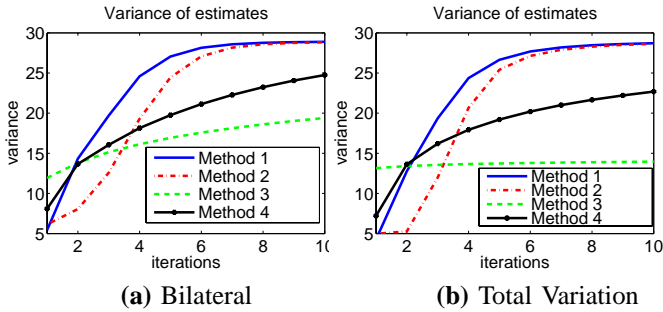 Variance of estimates
30
25
20
15
10
5
variance
2
4
6
8
10
iterations
Method 1
Method 2
Method 3
Method 4
(a) Bilateral
Variance of estimates
30
25
20
15
10
5
variance
2
4
6
8
10
iterations
Method 1
Method 2
Method 3
Method 4
(b) Total Variation